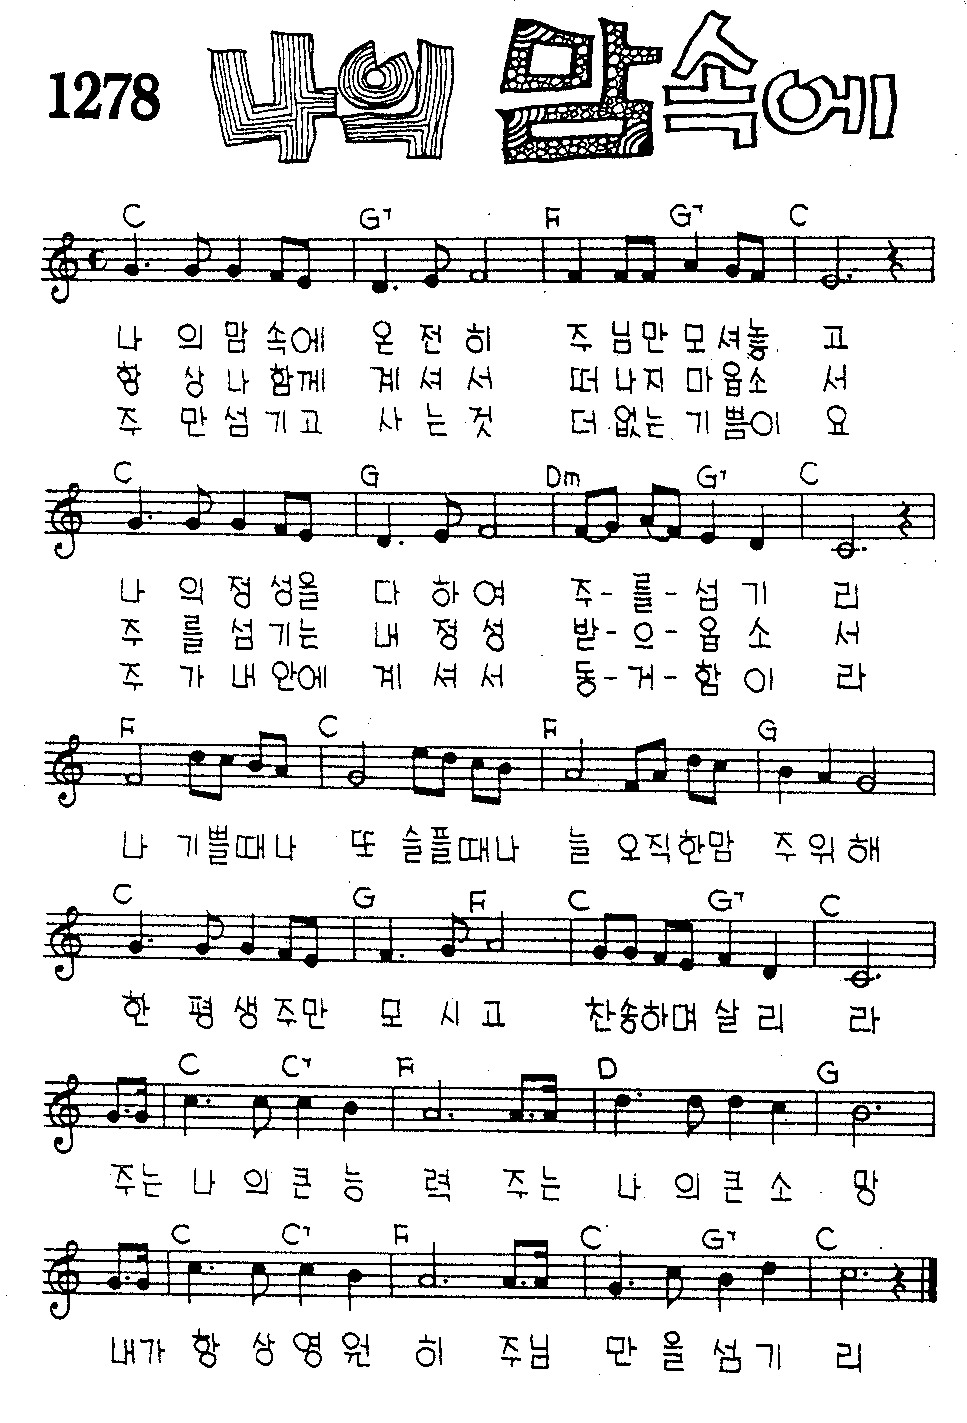 1278 나의 맘속에
C G7 F G7 C
나 의 맘 속에 온 전 히 주 님만 모 셔놓 고
항 상 나 함께 계 셔 서 떠 나지 마 옵소 서
주 만 섬 기고 사 는 것 더 없는 기 쁨이 요
C G Dm G7 C
나 의 정 성을 다 하 여 주-를-섬 기 리
주 를 섬 기는 내 정 성 받-으-옵 소 서
주 가 내 안에 계 셔 서 동-거-함 이 라
F C F G
나 기쁠때나 또 슬플때나 늘 오직한맘 주 위 해
C G F C G7 C
한 평 생 주만 모 시 고 찬송하며 살 리 라
C C7 F D G
주는 나 의 큰 능 력 주 는 나 의 큰 소 망
C C7 F C G7 C
내가 항 상 영 원 히 주님 만 을 섬 기 리